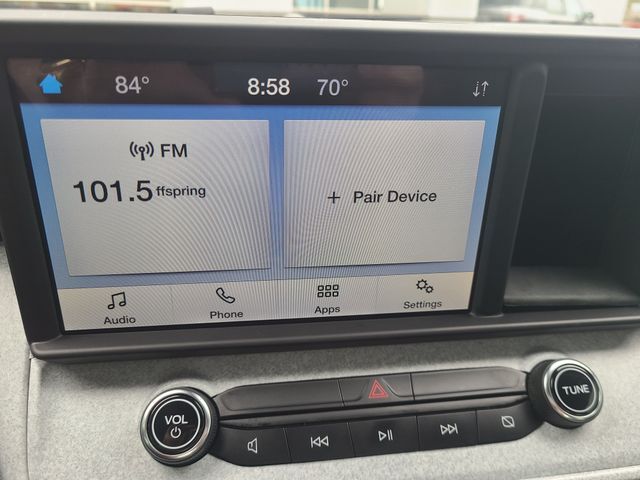 84° 8:58 70°
FM
101.5 ffspring
+ Pair Device
Audio Phone Apps Settings
VOL TUNE